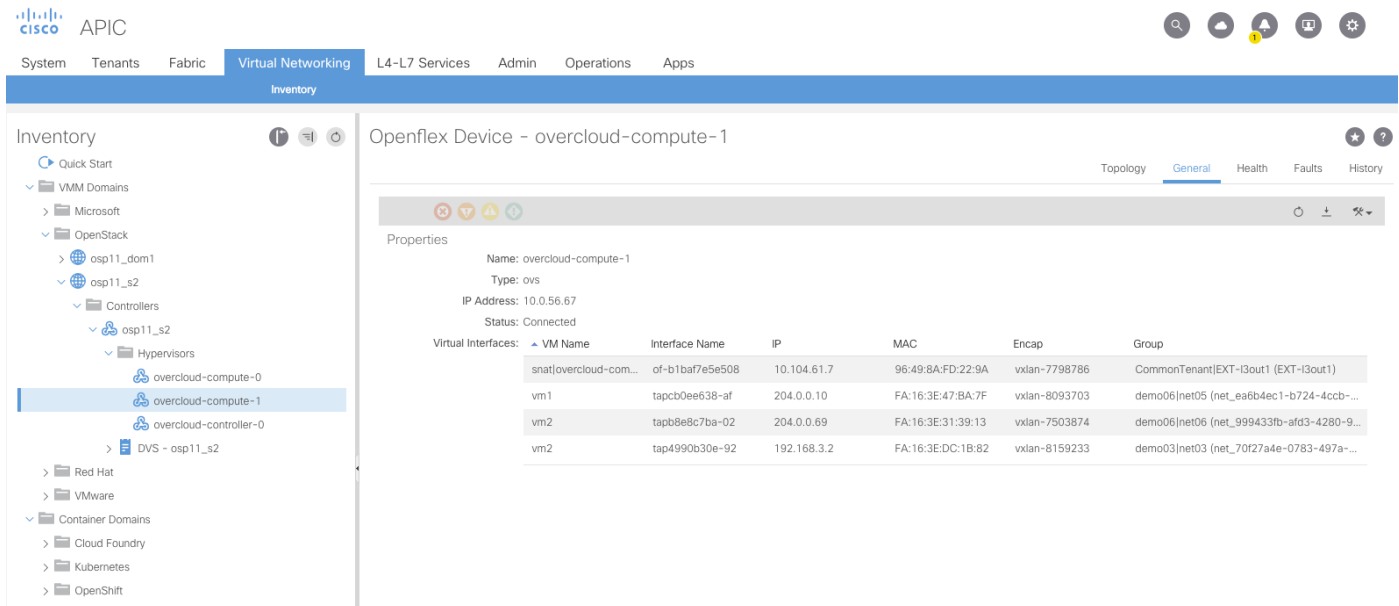 cisco APIC
1
System Tenants Fabric Virtual Networking L4-L7 Services Admin Operations Apps
Inventory
Inventory
Quick Start
VMM Domains
Microsoft
OpenStack
osp11_dom1
osp11_s2
Controllers
osp11_s2
Hypervisors
overcloud-compute-0
overcloud-compute-1
overcloud-controller-0
DVS - osp11_s2
Red Hat
VMware
Container Domains
Cloud Foundry
Kubernetes
OpenShift
Openflex Device - overcloud-compute-1
?
Topology General Health Faults History
Properties
Name: overcloud-compute-1
Type: ovs
IP Address: 10.0.56.67
Status: Connected
Virtual Interfaces: VM Name Interface Name IP MAC Encap Group
snat|overcloud-com... of-b1baf7e5e508 10.104.61.7 96:49:8A:FD:22:9A vxlan-7798786 CommonTenant|EXT-l3out1 (EXT-l3out1)
vm1 tapcb0ee638-af 204.0.0.10 FA:16:3E:47:BA:7F vxlan-8093703 demo06|net05 (net_ea6b4ec1-b724-4ccb-...
vm2 tapb8e8c7ba-02 204.0.0.69 FA:16:3E:31:39:13 vxlan-7503874 demo06|net06 (net_999433fb-afd3-4280-9...
vm2 tap4990b30e-92 192.168.3.2 FA:16:3E:DC:1B:82 vxlan-8159233 demo03|net03 (net_70f27a4e-0783-497a-...